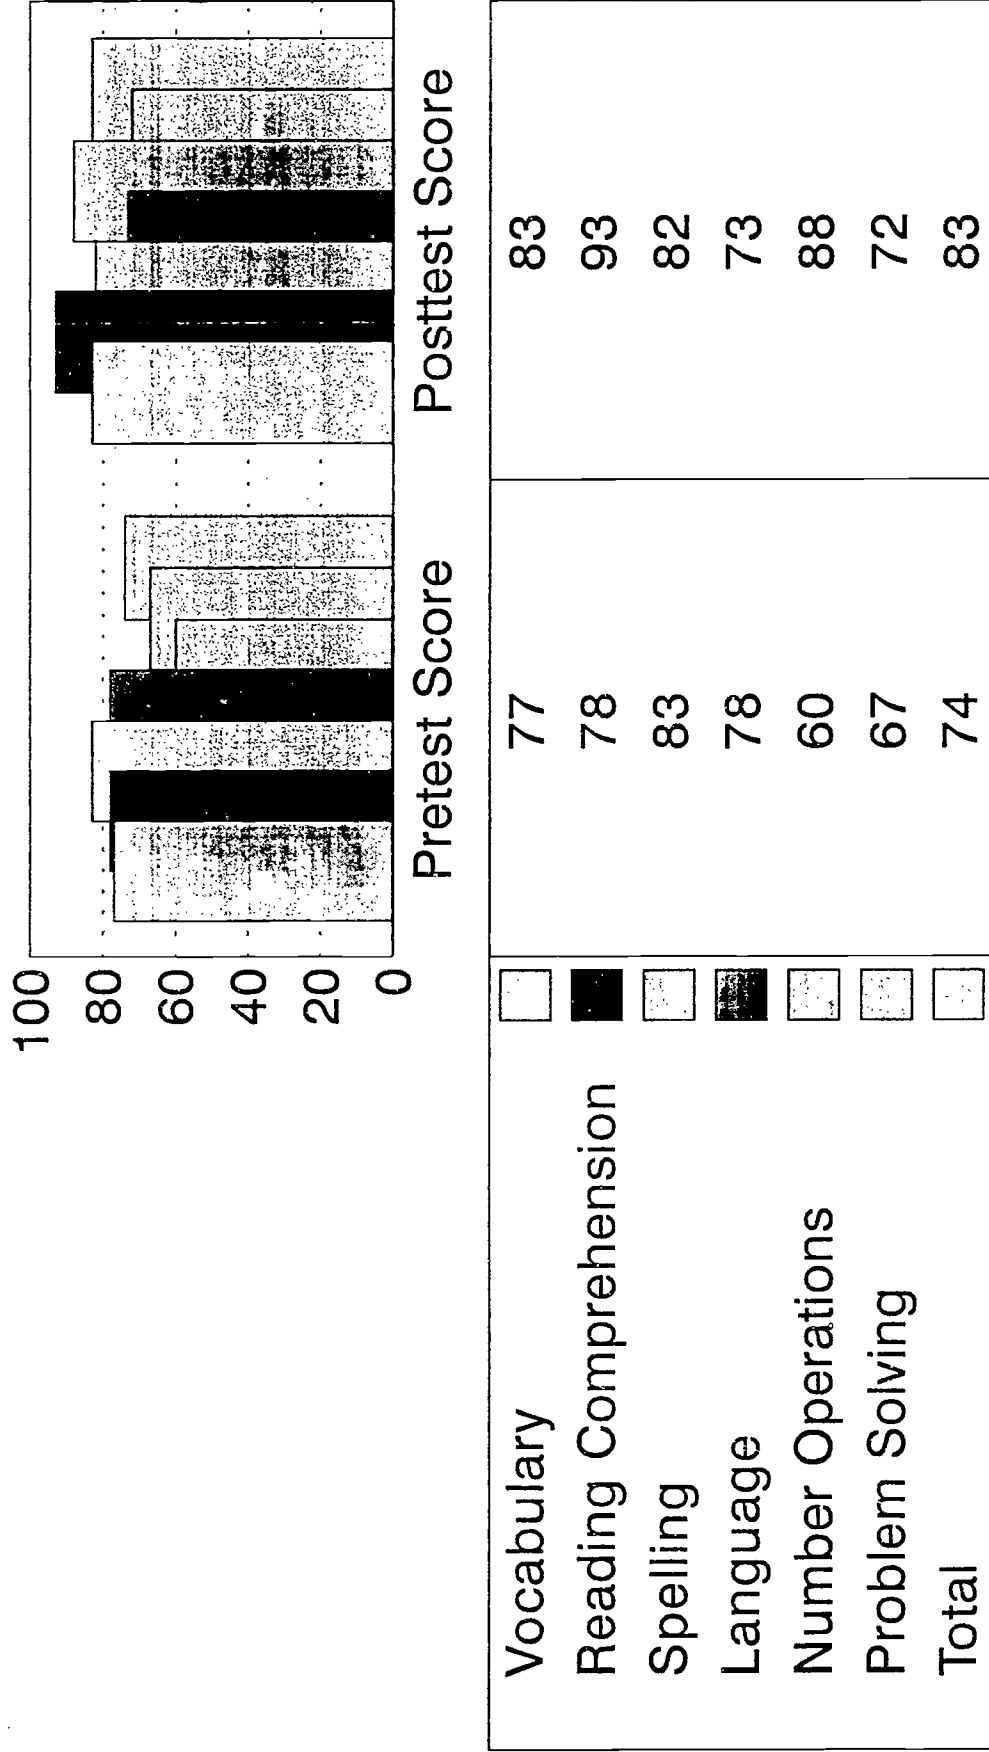 100
80
60
40
20
0
Pretest Score Posttest Score
Vocabulary 77 83
Reading Comprehension 78 93
Spelling 83 82
Language 78 73
Number Operations 60 88
Problem Solving 67 72
Total 74 83